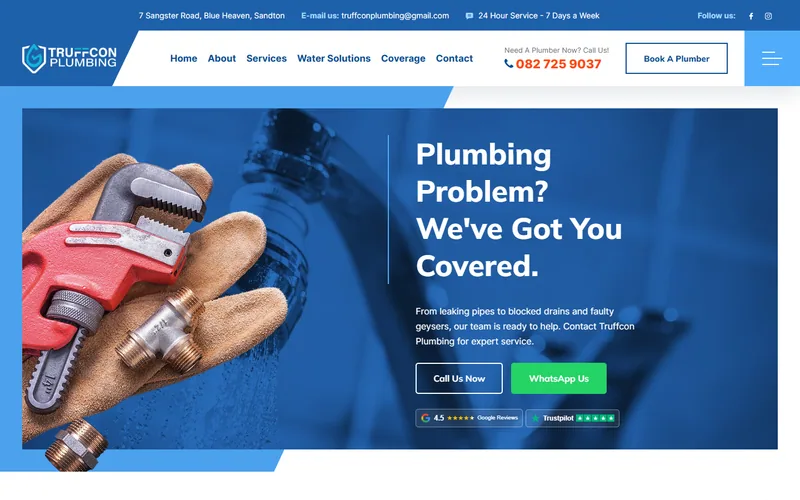 7 Sangster Road, Blue Heaven, Sandton
E-mail us: truffconplumbing@gmail.com
24 Hour Service - 7 Days a Week
Follow us:
TRUFFCON
PLUMBING
Home
About
Services
Water Solutions
Coverage
Contact
Need A Plumber Now? Call Us!
082 725 9037
Book A Plumber
Plumbing
Problem?
We've Got You
Covered.
From leaking pipes to blocked drains and faulty
geysers, our team is ready to help. Contact Truffcon
Plumbing for expert service.
Call Us Now
WhatsApp Us
4.5 ★★★★★ Google Reviews
Trustpilot